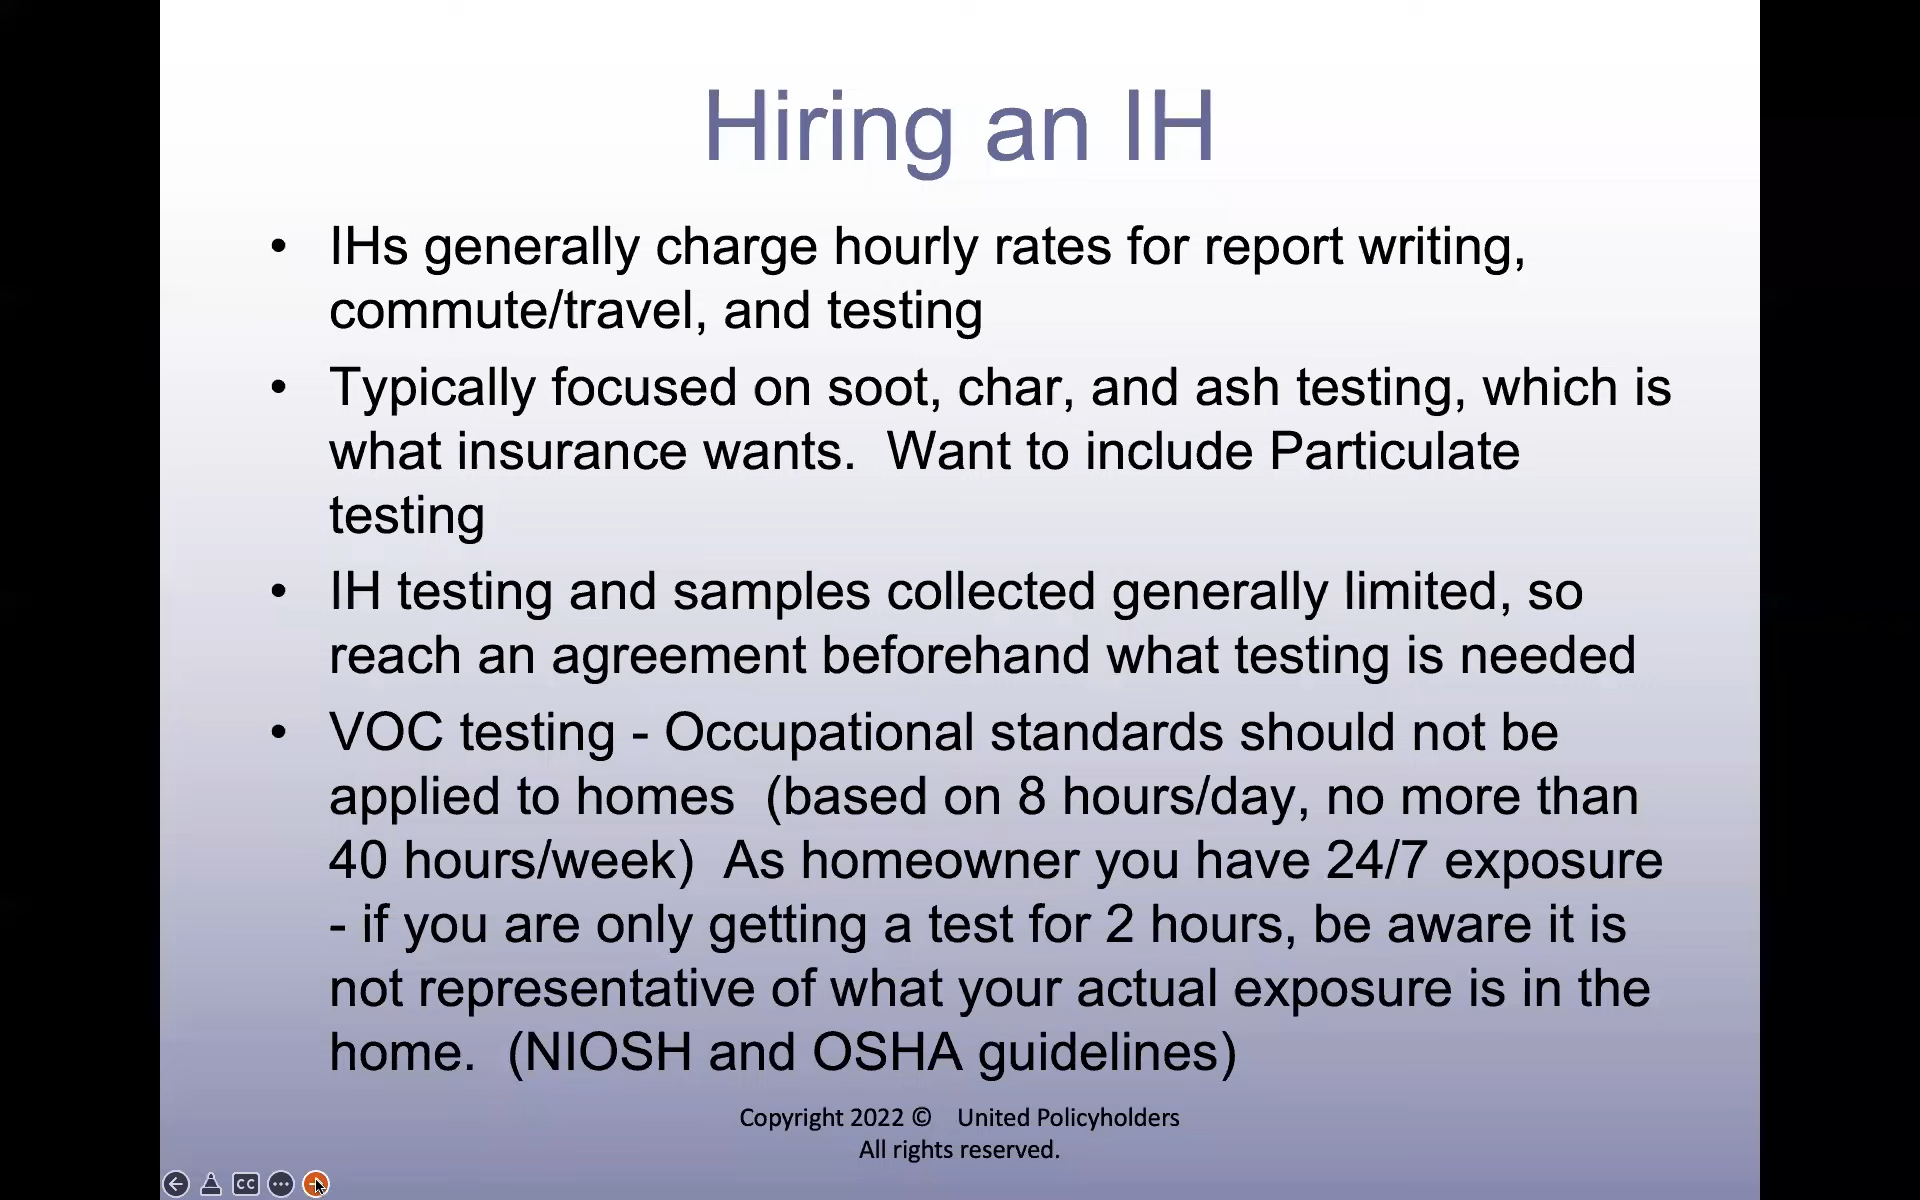 Hiring an IH
• IHs generally charge hourly rates for report writing,
commute/travel, and testing
• Typically focused on soot, char, and ash testing, which is
what insurance wants.  Want to include Particulate
testing
• IH testing and samples collected generally limited, so
reach an agreement beforehand what testing is needed
• VOC testing - Occupational standards should not be
applied to homes  (based on 8 hours/day, no more than
40 hours/week)  As homeowner you have 24/7 exposure
- if you are only getting a test for 2 hours, be aware it is
not representative of what your actual exposure is in the
home.  (NIOSH and OSHA guidelines)
Copyright 2022 ©   United Policyholders
All rights reserved.
CC